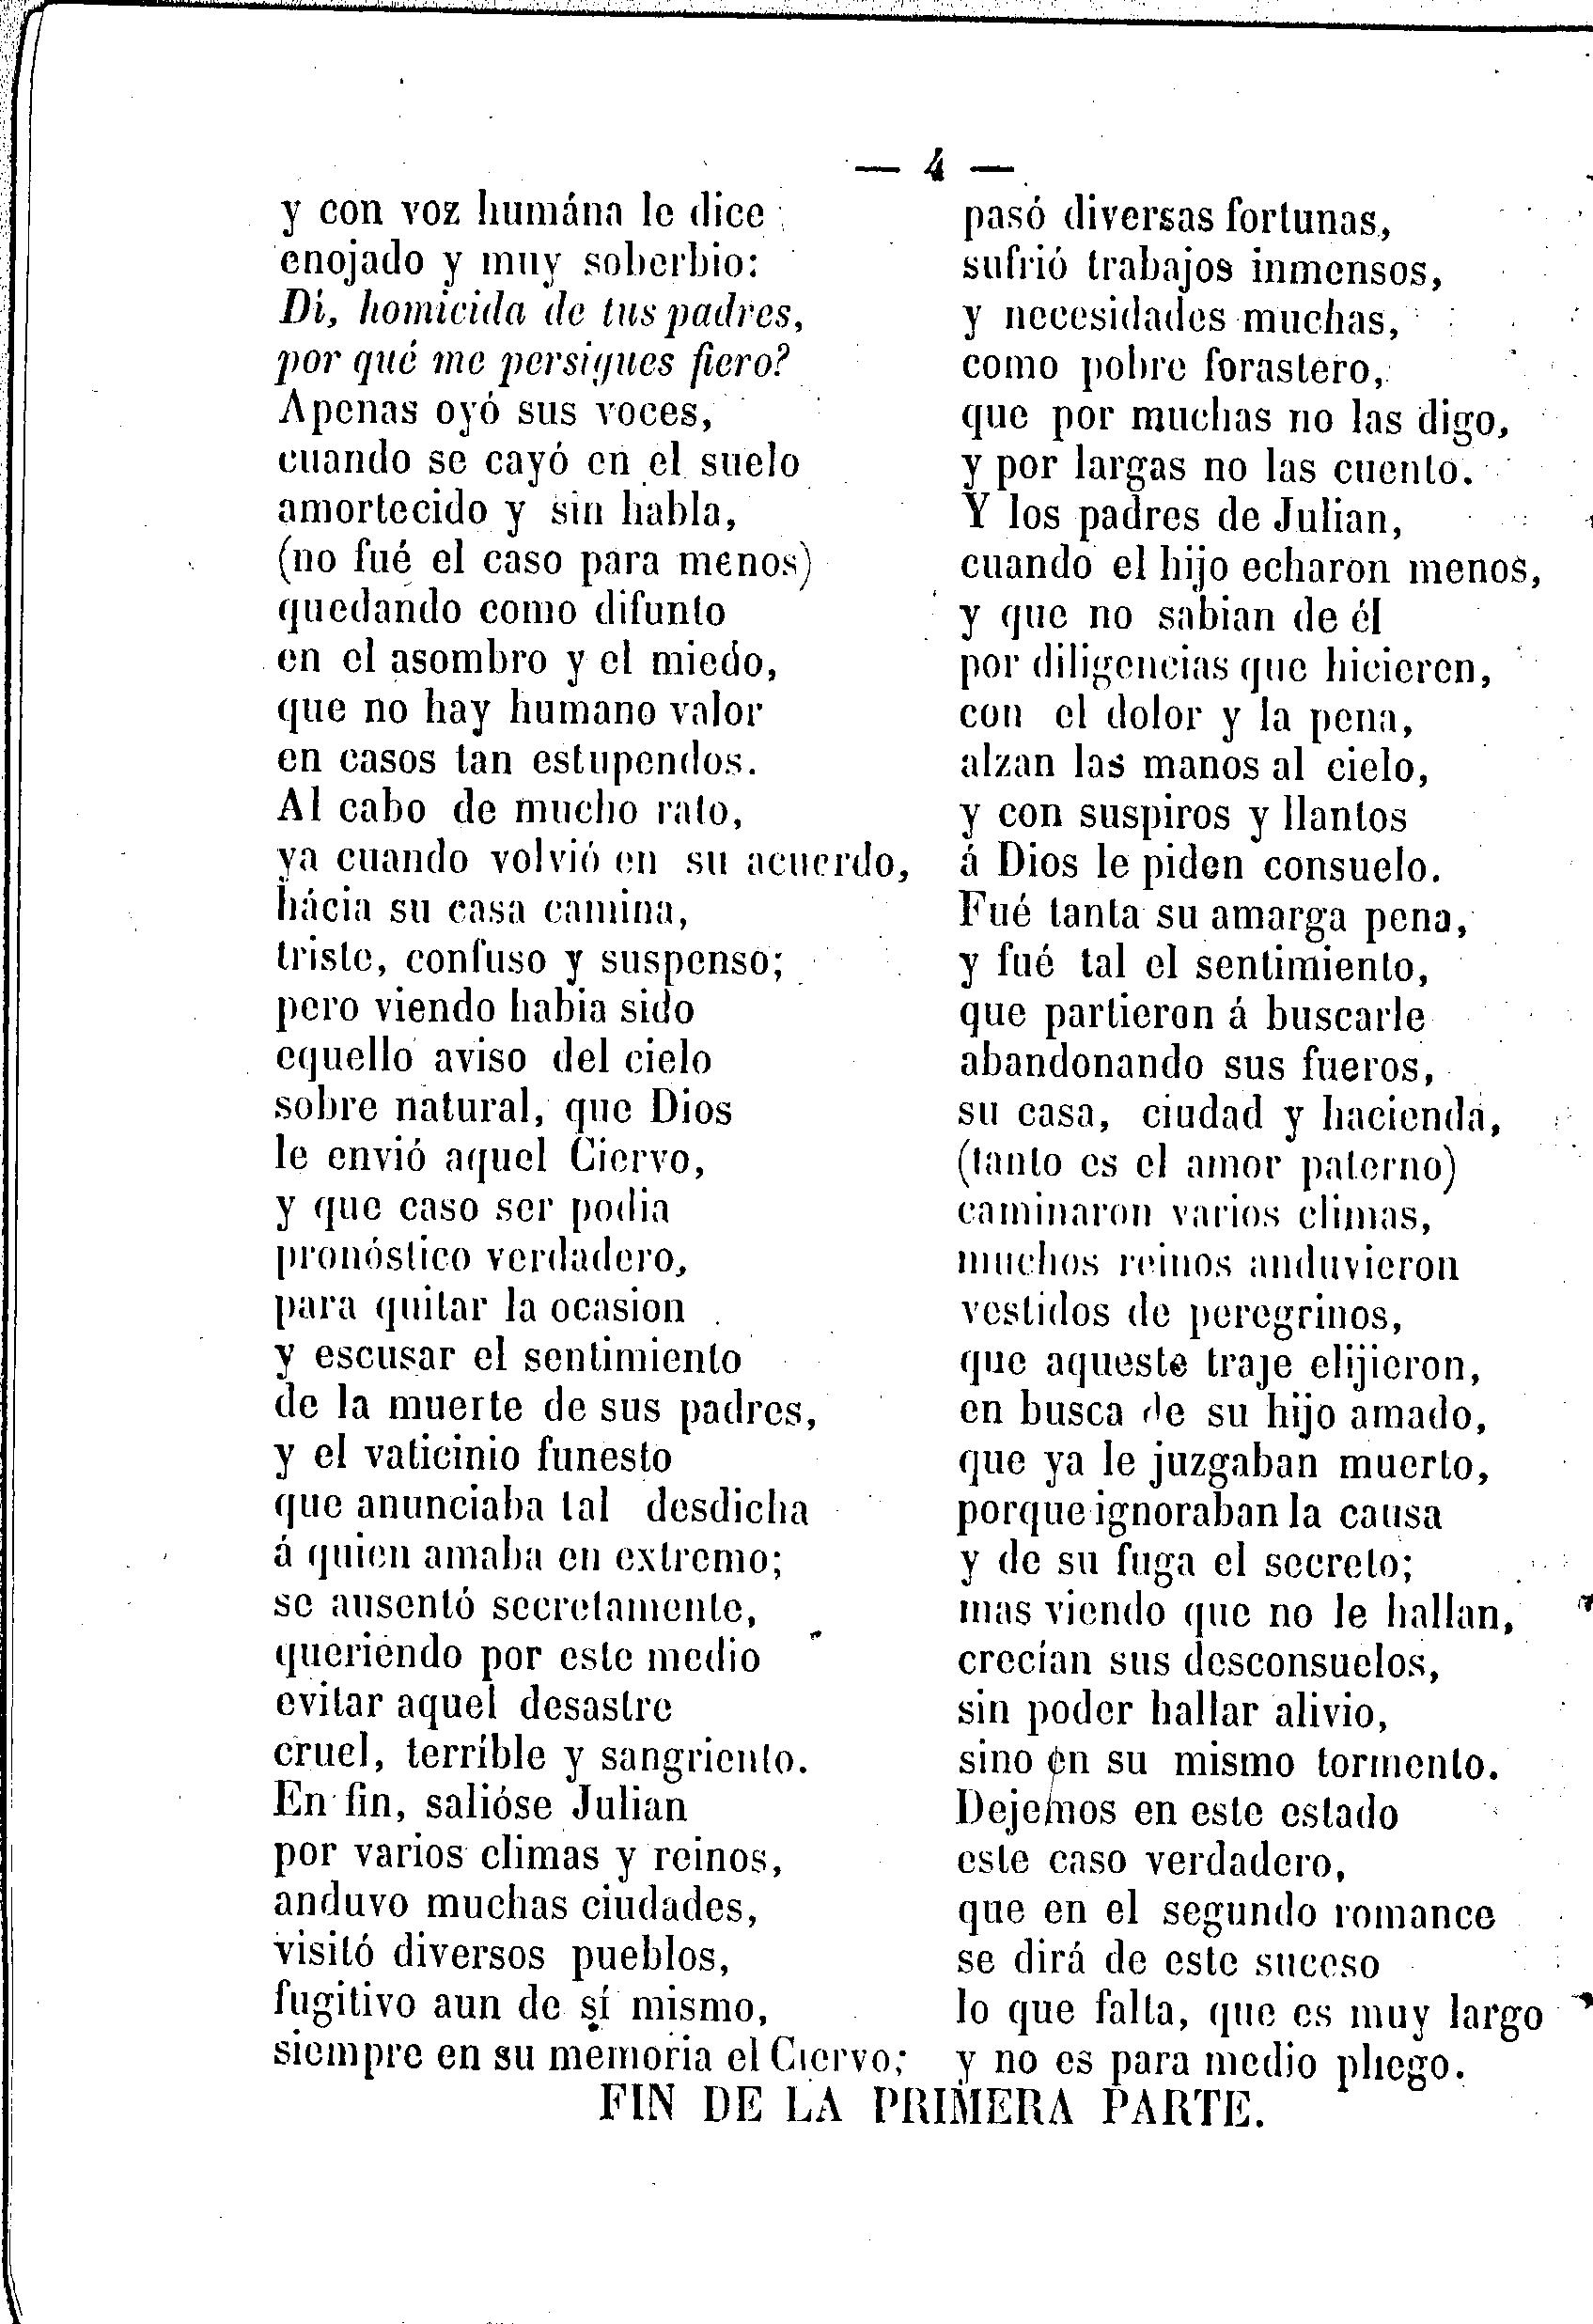 — 4 —
y con voz humána le dice
enojado y muy soberbio:
Di, homicida de tus padres,
por qué me persigues fiero?
Apenas oyó sus voces,
cuando se cayó en el suelo
amortecido y sin habla,
(no fué el caso para menos)
quedando como difunto
en el asombro y el miedo,
que no hay humano valor
en casos tan estupendos.
Al cabo de mucho rato,
ya cuando volvió en su acuerdo,
hácia su casa camina,
triste, confuso y suspenso;
pero viendo habia sido
equello aviso del cielo
sobre natural, que Dios
le envió aquel Ciervo,
y que caso ser podia
pronóstico verdadero,
para quitar la ocasion
y escusar el sentimiento
de la muerte de sus padres,
y el vaticinio funesto
que anunciaba tal desdicha
á quien amaba en extremo;
se ausentó secretamente,
queriendo por este medio
evitar aquel desastre
cruel, terrible y sangriento.
En fin, salióse Julian
por varios climas y reinos,
anduvo muchas ciudades,
visitó diversos pueblos,
fugitivo aun de sí mismo,
siempre en su memoria el Ciervo;
pasó diversas fortunas,
sufrió trabajos inmensos,
y necesidades muchas,
como pobre forastero,
que por muchas no las digo,
y por largas no las cuento.
Y los padres de Julian,
cuando el hijo echaron menos,
y que no sabian de él
por diligencias que hicieren,
con el dolor y la pena,
alzan las manos al cielo,
y con suspiros y llantos
á Dios le piden consuelo.
Fué tanta su amarga pena,
y fué tal el sentimiento,
que partieron á buscarle
abandonando sus fueros,
su casa, ciudad y hacienda,
(tanto es el amor paterno)
caminaron varios climas,
muchos reinos anduvieron
vestidos de peregrinos,
que aqueste traje elijieron,
en busca de su hijo amado,
que ya le juzgaban muerto,
porque ignoraban la causa
y de su fuga el secreto;
mas viendo que no le hallan,
crecian sus desconsuelos,
sin poder hallar alivio,
sino en su mismo tormento.
Dejemos en este estado
este caso verdadero,
que en el segundo romance
se dirá de este suceso
lo que falta, que es muy largo
y no es para medio pliego.
FIN DE LA PRIMERA PARTE.